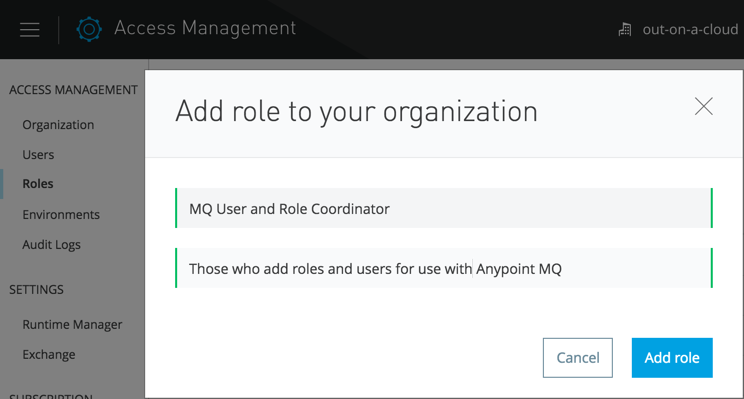 Access Management
out-on-a-cloud
ACCESS MANAGEMENT
Organization
Users
Roles
Environments
Audit Logs
SETTINGS
Runtime Manager
Exchange
SUBSCRIPTION
Add role to your organization
MQ User and Role Coordinator
Those who add roles and users for use with Anypoint MQ
Cancel
Add role